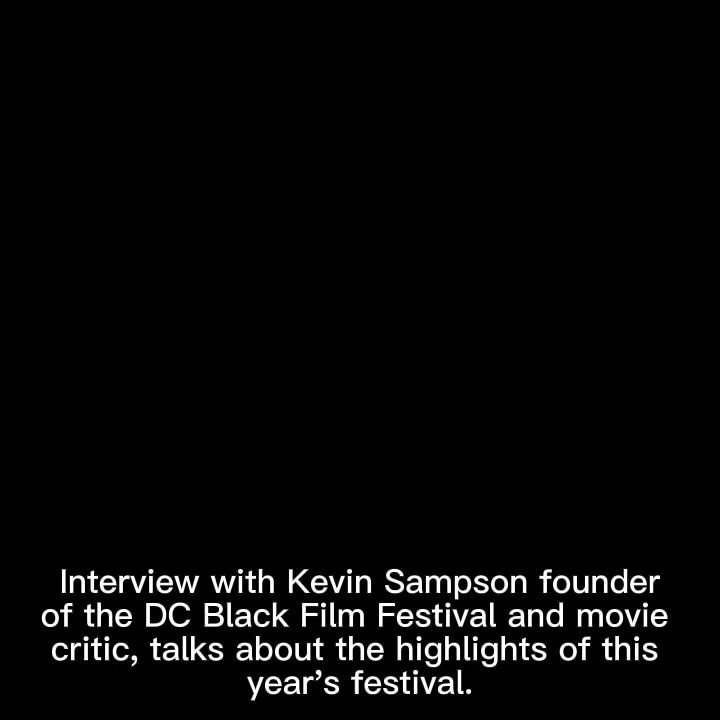 Interview with Kevin Sampson founder
of the DC Black Film Festival and movie
critic, talks about the highlights of this
year’s festival.